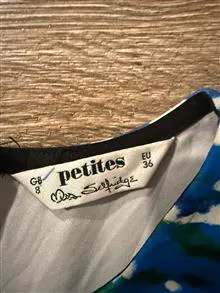 petites
GB 8
EU 36
Miss Selfridge